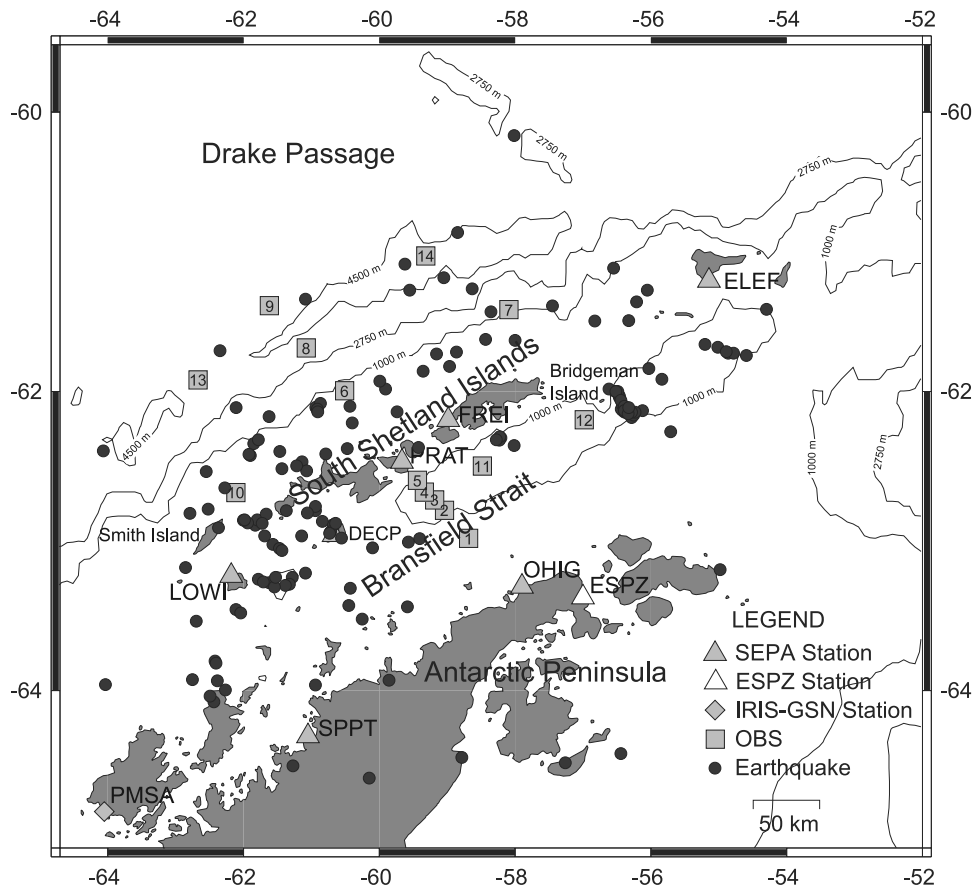 -64 -62 -60 -58 -56 -54 -52
-60 -60
2750 m
2750 m
Drake Passage
2750 m
1000 m
4500 m
14
ELEF
9
7
2750 m
8
1000 m
13
Bridgeman
Island
-62 -62
6
South Shetland Islands
1000 m
1000 m
FREI
12
4500 m
PRAT
11
1000 m
2750 m
5
4
3
2
10
Smith Island
DECP
1
Bransfield Strait
LOWI
OHIG
ESPZ
LEGEND
SEPA Station
ESPZ Station
IRIS-GSN Station
OBS
Earthquake
50 km
Antarctic Peninsula
-64 -64
SPPT
PMSA
-64 -62 -60 -58 -56 -54 -52